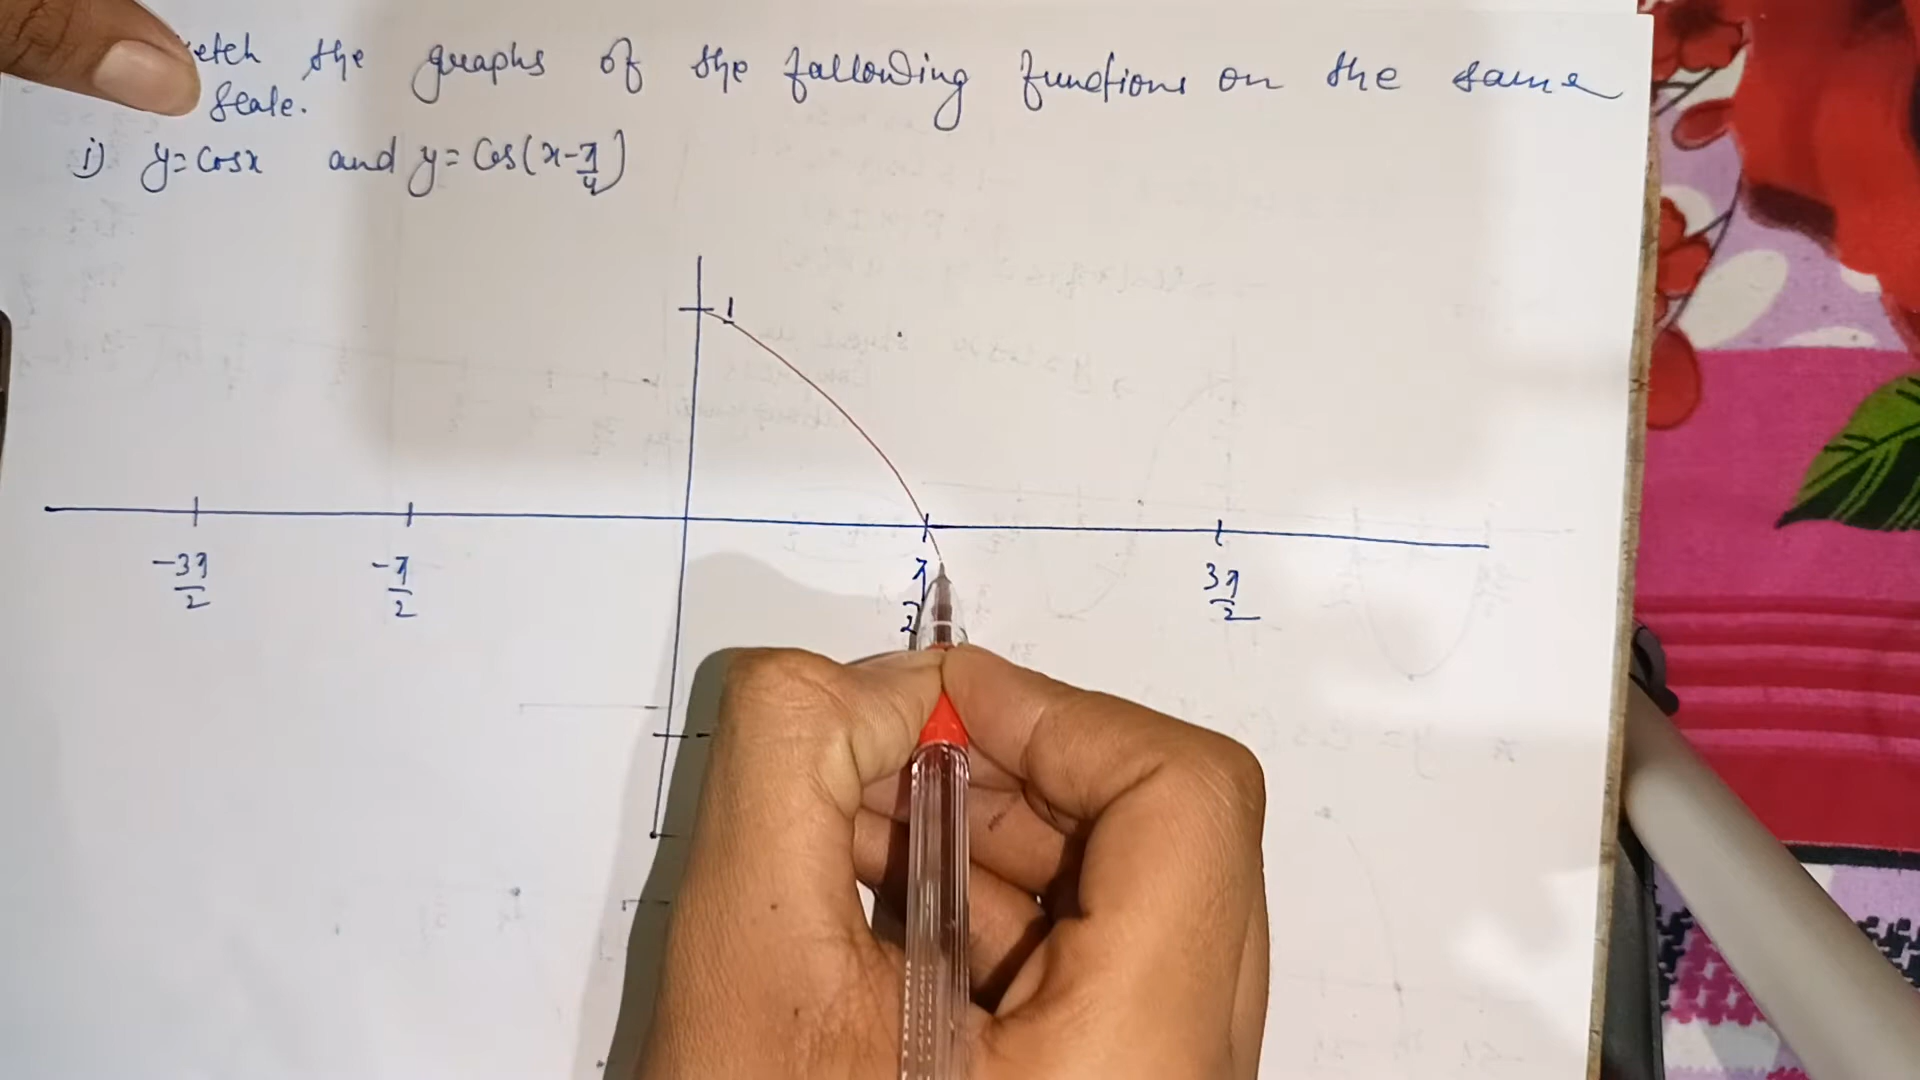 etch the graphs of the following functions on the same
scale.
i) y=Cosx and y= Cos(x-π/4)
1
-3π/2 -π/2 π/2 3π/2